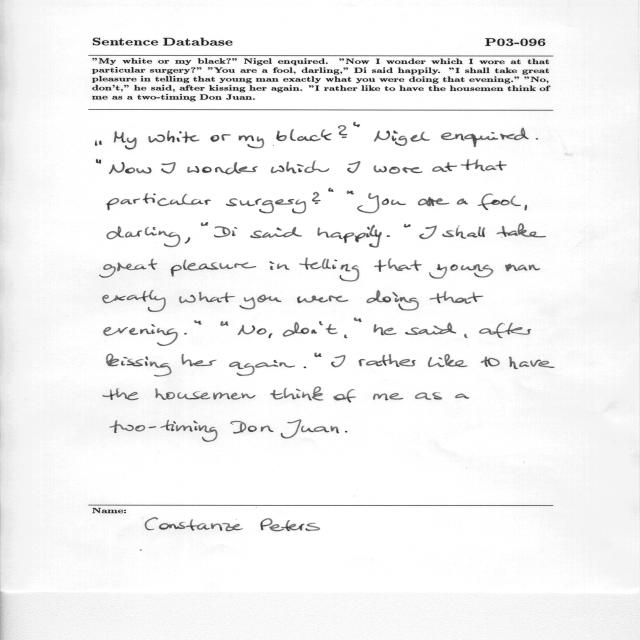 Sentence Database P03-096
"My white or my black?" Nigel enquired. "Now I wonder which I wore at that
particular surgery?" "You are a fool, darling," Di said happily. "I shall take great
pleasure in telling that young man exactly what you were doing that evening." "No,
don't," he said, after kissing her again. "I rather like to have the housemen think of
me as a two-timing Don Juan.
„My white or my black?" Nigel enquired.
"Now I wonder which I wore at that
particular surgery?" "You are a fool,
darling, "Di said happily. "I shall take
great pleasure in telling that young man
exatly what you were doing that
evening." "No, don't," he said, after
kissing her again. "I rather like to have
the housemen think of me as a
two-timing Don Juan.
Name:
Constanze Peters